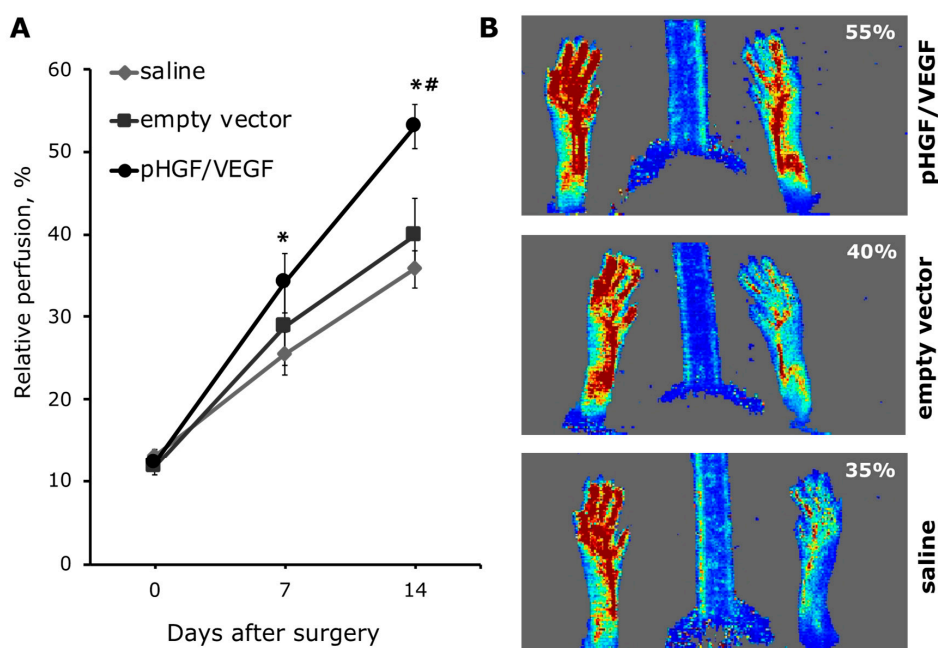 A
60
50
40
30
20
10
0
Relative perfusion, %
saline
empty vector
pHGF/VEGF
*
*#
0 7 14
Days after surgery
B
55%
pHGF/VEGF
40%
empty vector
35%
saline